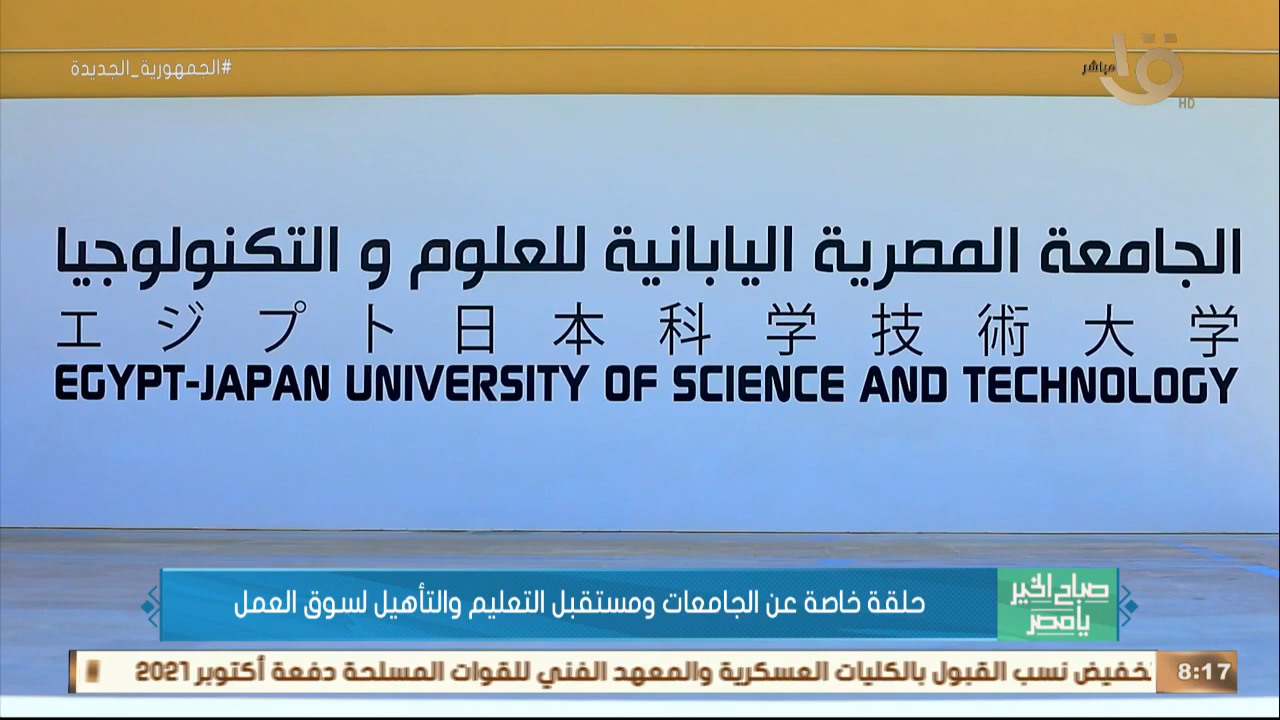 #الجمهورية_الجديدة
مباشر
HD
الجامعة المصرية اليابانية للعلوم و التكنولوجيا
エジプト日本科学技術大学
EGYPT-JAPAN UNIVERSITY OF SCIENCE AND TECHNOLOGY
صباح الخير
يا مصر
حلقة خاصة عن الجامعات ومستقبل التعليم والتأهيل لسوق العمل
8:17
نسب القبول بالكليات العسكرية والمعهد الفني للقوات المسلحة دفعة أكتوبر 2021